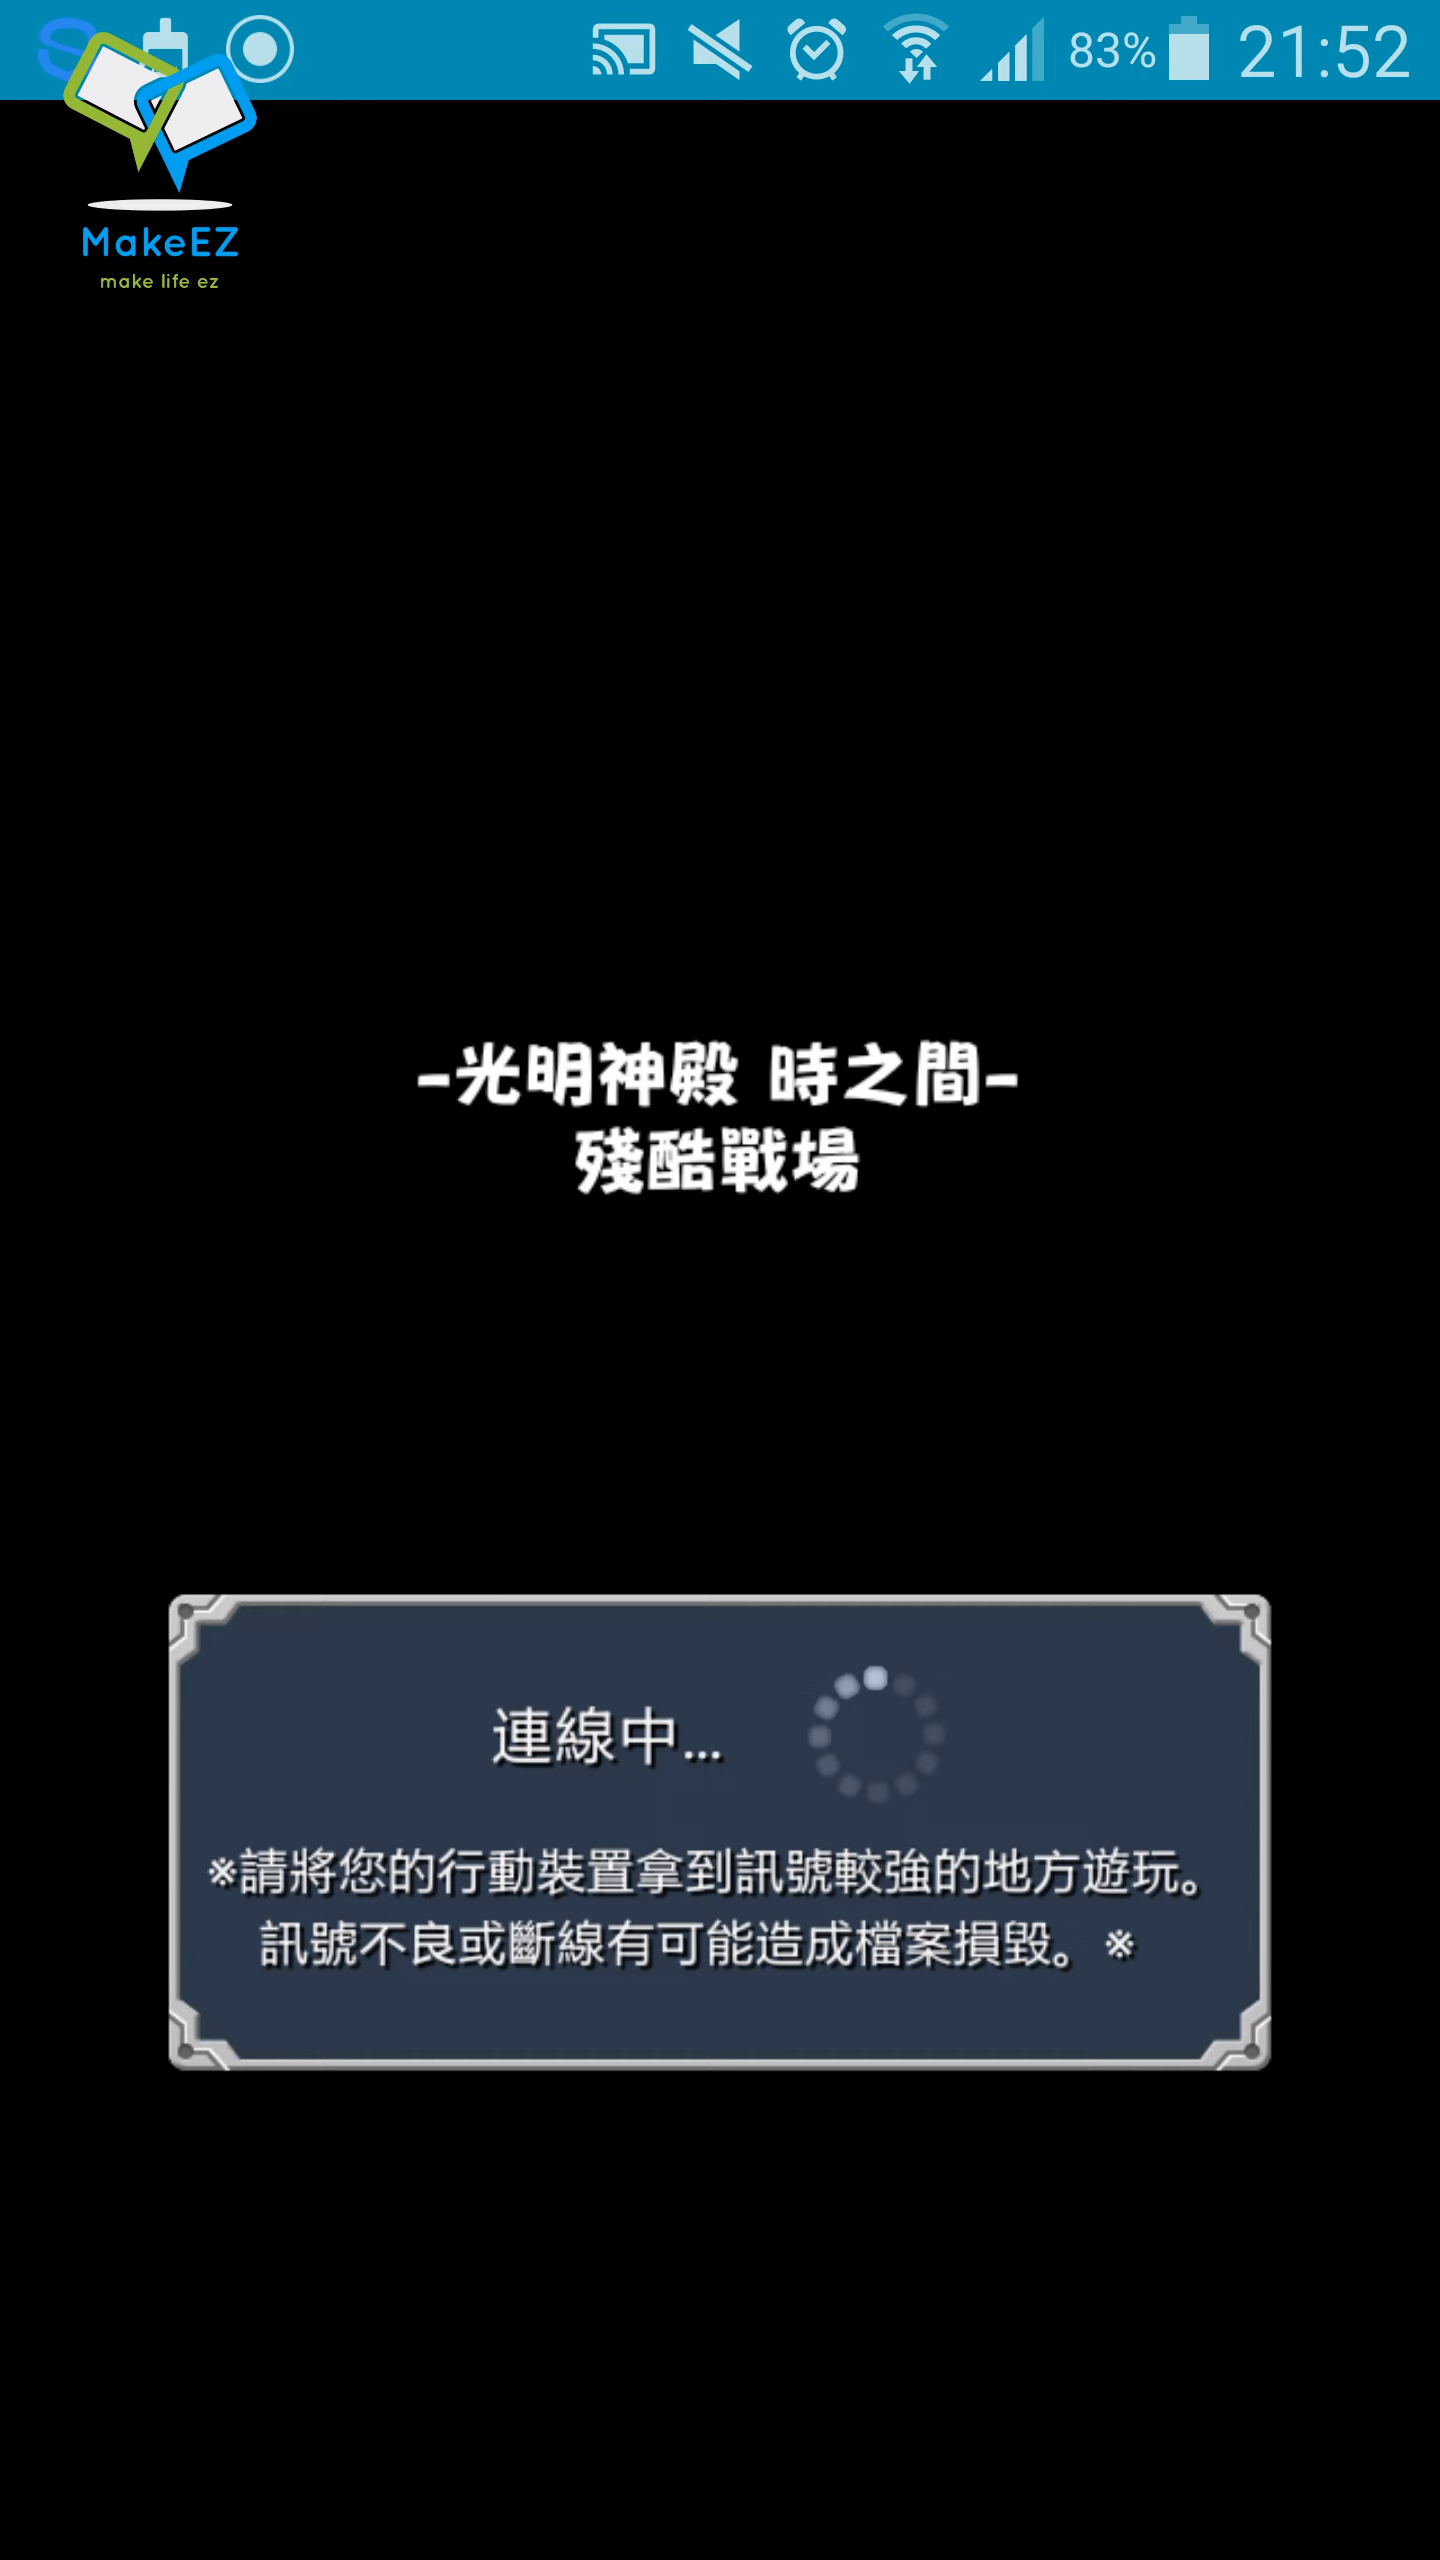 83% 21:52
MakeEZ
make life ez
-光明神殿 時之間-
殘酷戰場
連線中...
※請將您的行動裝置拿到訊號較強的地方遊玩。
訊號不良或斷線有可能造成檔案損毀。※